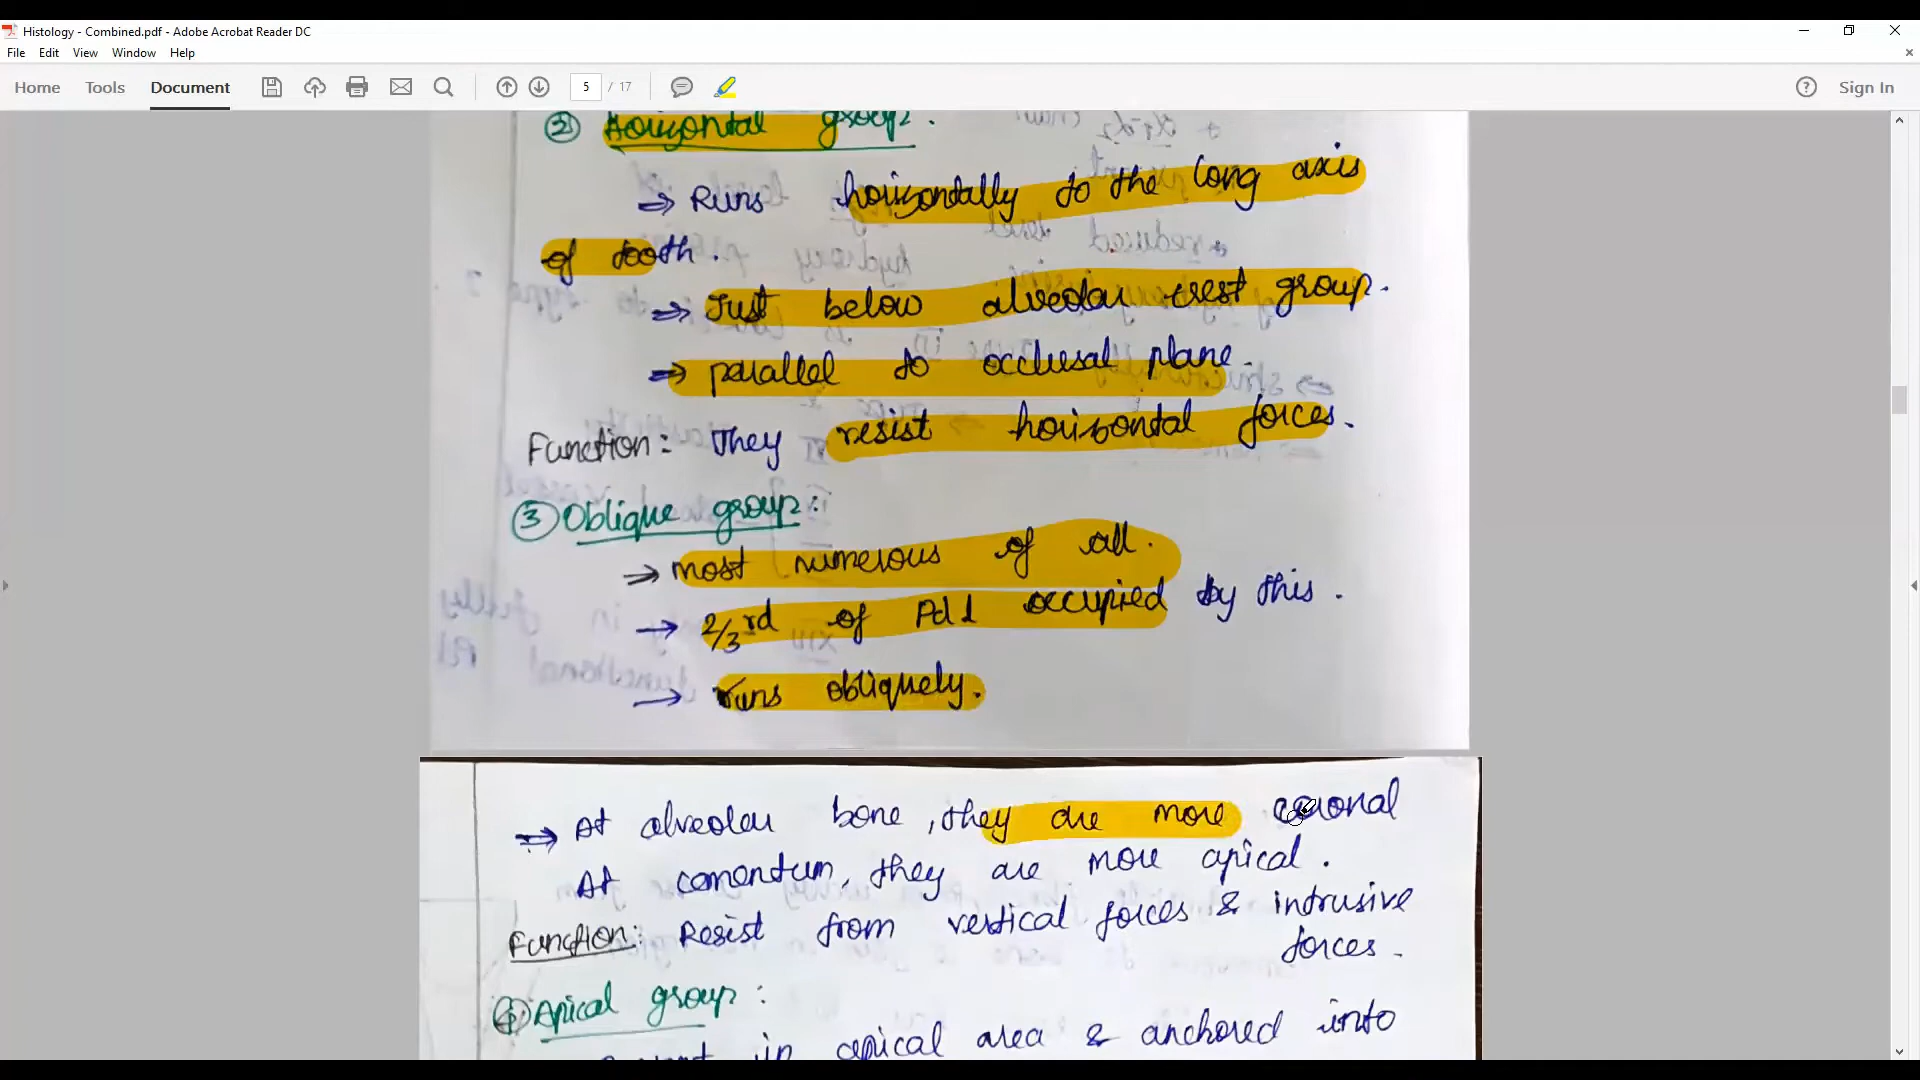 Histology - Combined.pdf - Adobe Acrobat Reader DC
File Edit View Window Help
Home Tools Document 5 / 17 Sign In
② Horizontal group.
→ Runs horizontally to the long axis
of tooth.
→ Just below alveolar crest group.
→ parallel to occlusal plane.
Function: They resist horizontal forces.
③ Oblique group:
→ most numerous of all.
→ 2/3rd of Pdl occupied by this.
→ runs obliquely.
→ At alveolar bone, they are more coronal
At cementum, they are more apical.
Function: Resist from vertical forces & intrusive
forces.
④ Apical group:
in apical area & anchored into